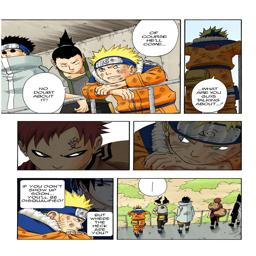 OF
COURSE
HE'LL
COME...
NO
DOUBT
ABOUT
IT!
...WHAT
ARE YOU
GUYS
TALKING
ABOUT...?
IF YOU DON'T
SHOW UP
SOON...
YOU'LL BE
DISQUALIFIED!
BUT
WHERE
THE HECK
ARE YOU?